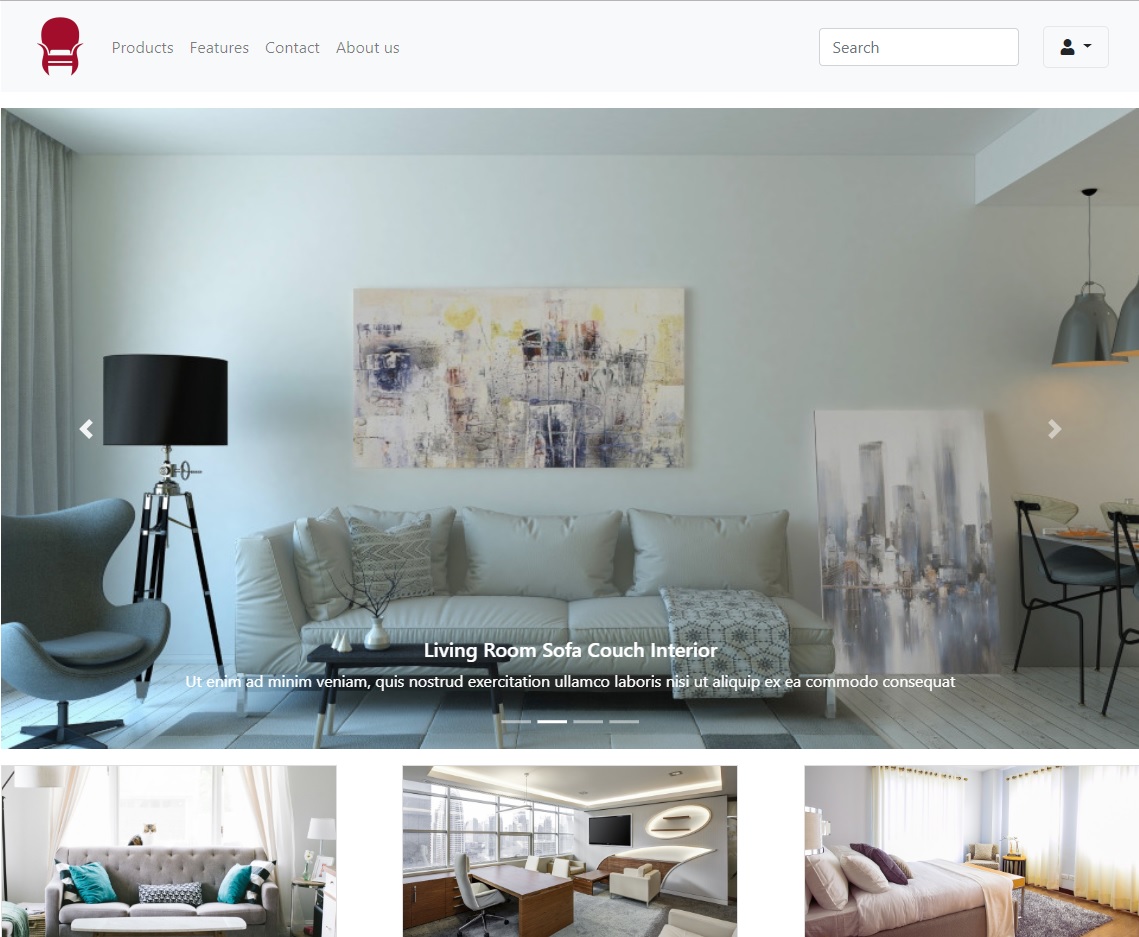 Products Features Contact About us Search
Living Room Sofa Couch Interior
Ut enim ad minim veniam, quis nostrud exercitation ullamco laboris nisi ut aliquip ex ea commodo consequat